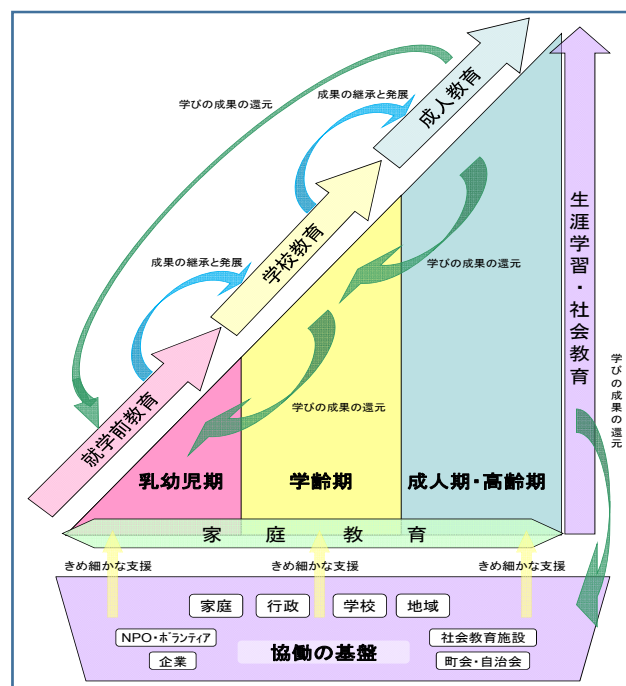 学びの成果の還元
成果の継承と発展
成人教育
成果の継承と発展
学校教育
学びの成果の還元
就学前教育
学びの成果の還元
生涯学習・社会教育
学びの成果の還元
乳幼児期
学齢期
成人期・高齢期
家庭教育
きめ細かな支援
きめ細かな支援
きめ細かな支援
家庭
行政
学校
地域
NPO・ボランティア
企業
協働の基盤
社会教育施設
町会・自治会